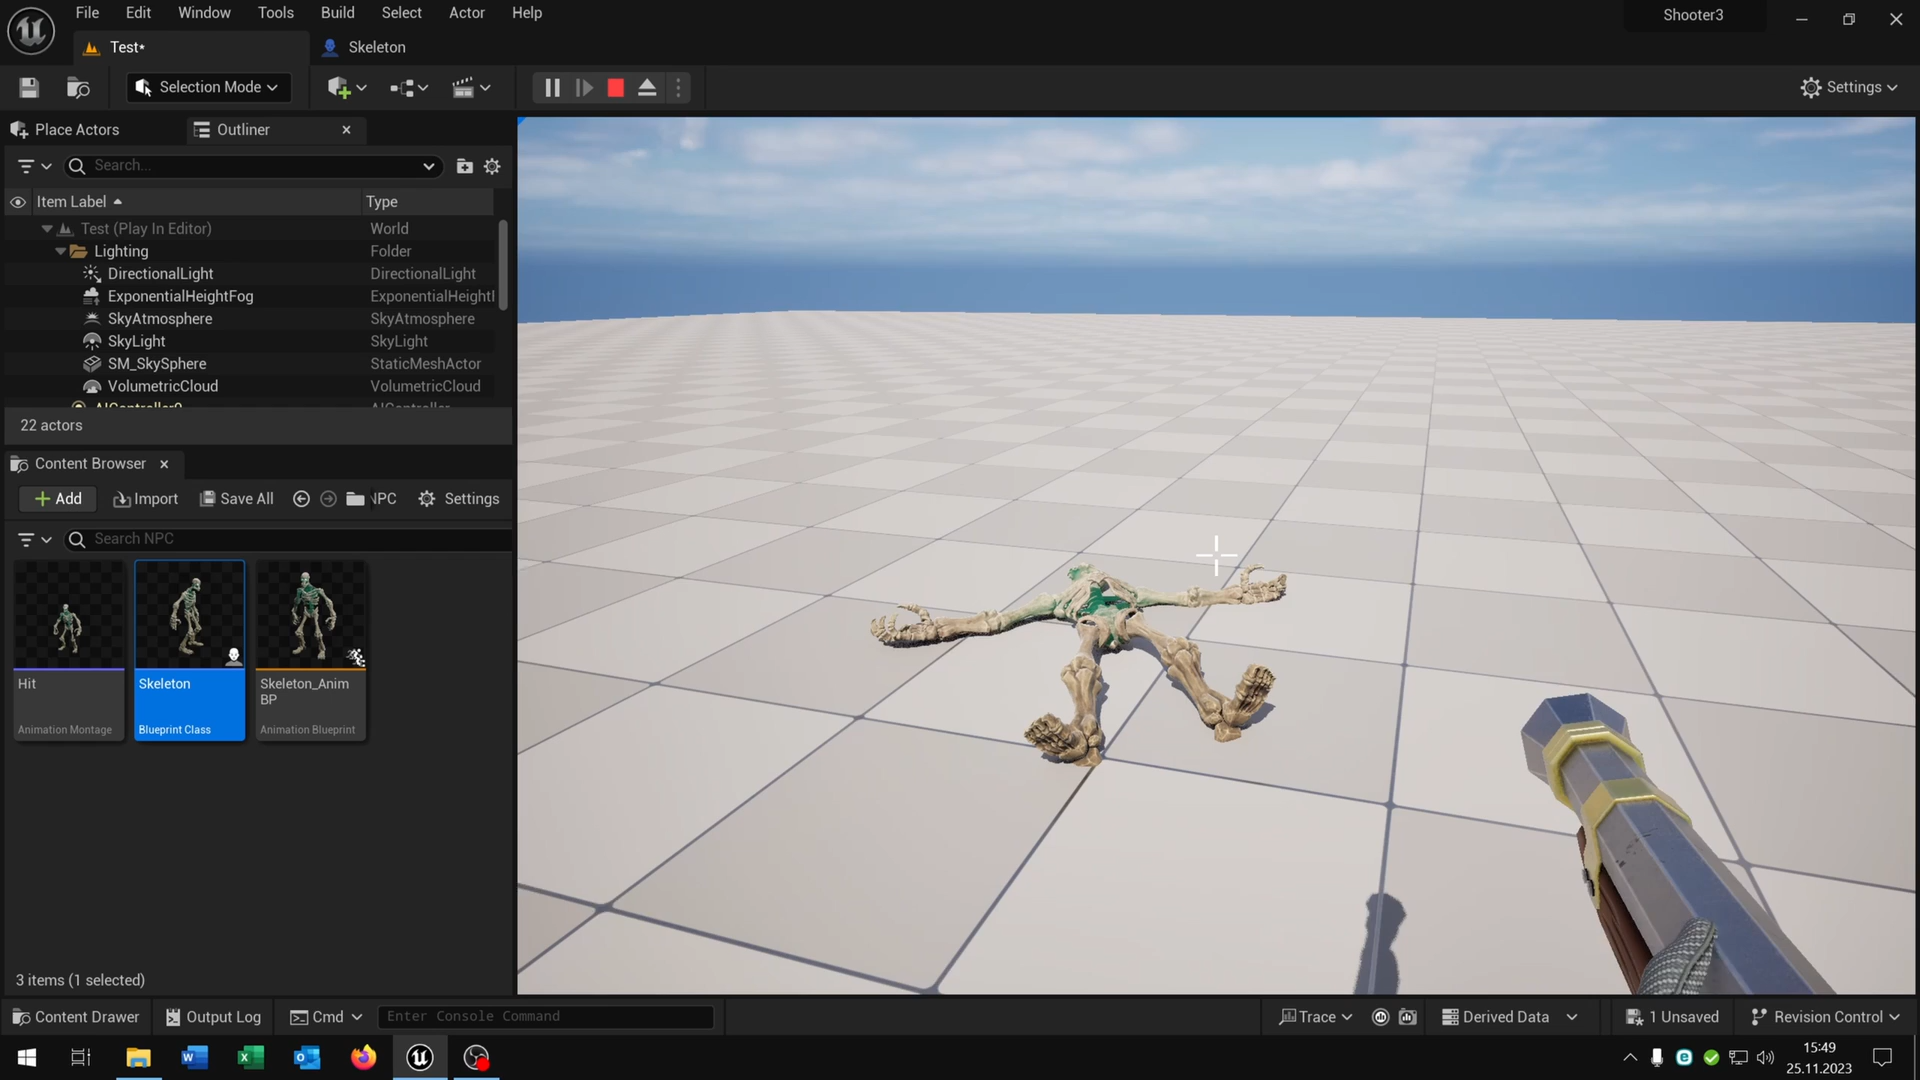 File Edit Window Tools Build Select Actor Help
Shooter3
Test*
Skeleton
Selection Mode
Settings
Place Actors
Outliner
Search...
Item Label
Type
Test (Play In Editor)
World
Lighting
Folder
DirectionalLight
DirectionalLight
ExponentialHeightFog
ExponentialHeight
SkyAtmosphere
SkyAtmosphere
SkyLight
SkyLight
SM_SkySphere
StaticMeshActor
VolumetricCloud
VolumetricCloud
22 actors
Content Browser
Add
Import
Save All
NPC
Settings
Search NPC
Hit
Animation Montage
Skeleton
Blueprint Class
Skeleton_Anim
BP
Animation Blueprint
3 items (1 selected)
Content Drawer
Output Log
Cmd
Enter Console Command
Trace
Derived Data
1 Unsaved
Revision Control
15:49
25.11.2023